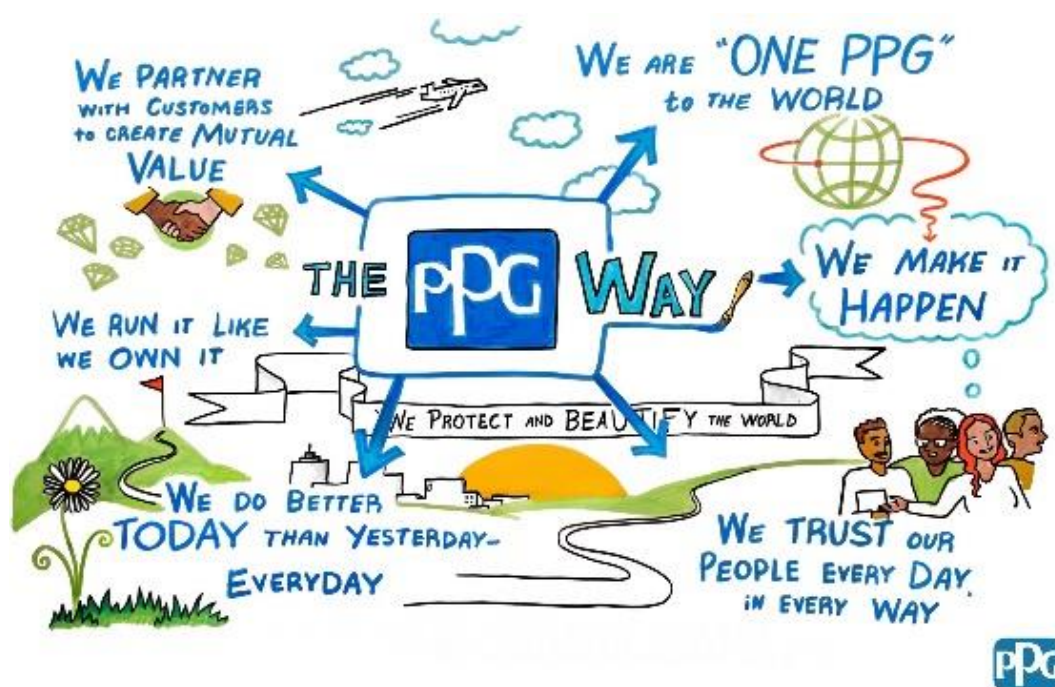 WE PARTNER
WITH CUSTOMERS
to CREATE MUTUAL
VALUE
WE ARE "ONE PPG"
to THE WORLD
THE PPG WAY
WE MAKE IT
HAPPEN
WE RUN IT LIKE
WE OWN IT
WE PROTECT AND BEAUTIFY THE WORLD
WE DO BETTER
TODAY THAN YESTERDAY–
EVERYDAY
WE TRUST OUR
PEOPLE EVERY DAY,
iN EVERY WAY
PPG